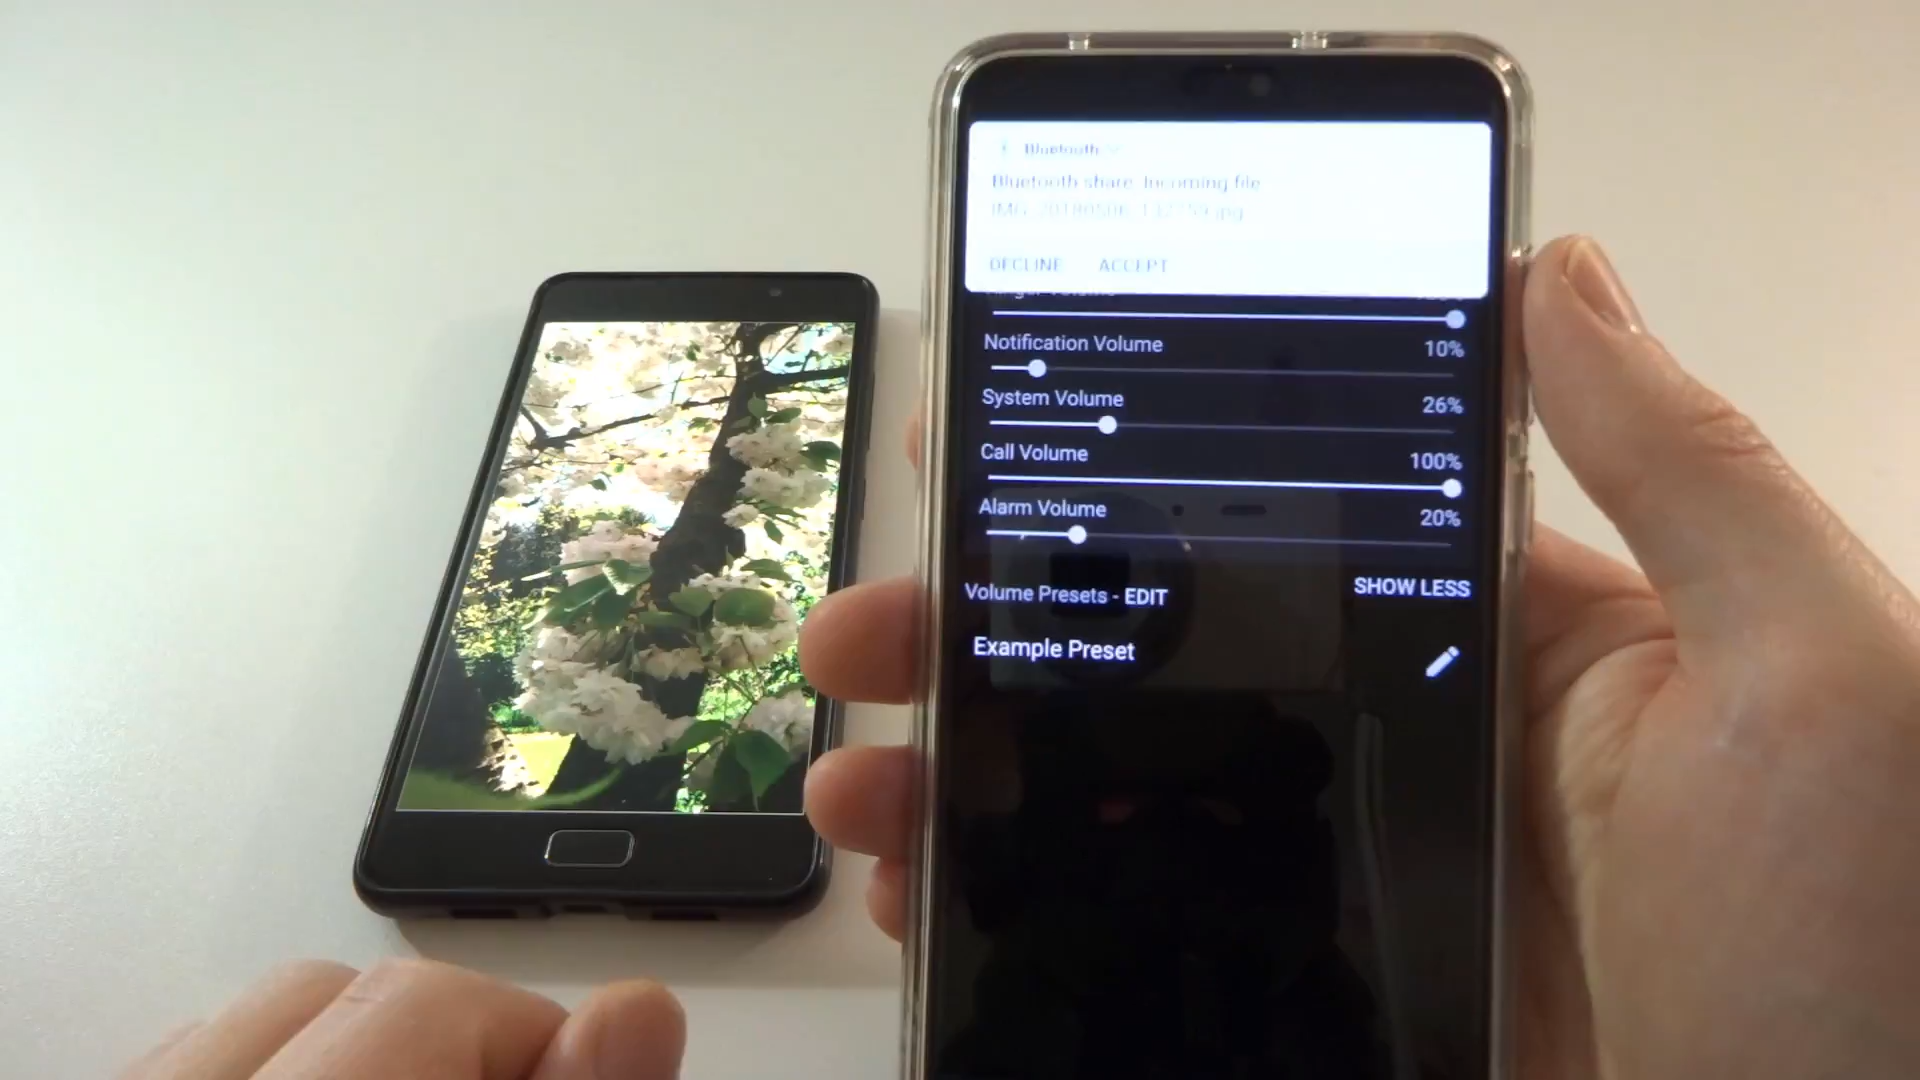 Bluetooth
Bluetooth share: Incoming file
DECLINE ACCEPT
Volume
Notification Volume 10%
System Volume 26%
Call Volume 100%
Alarm Volume 20%
Volume Presets - EDIT SHOW LESS
Example Preset